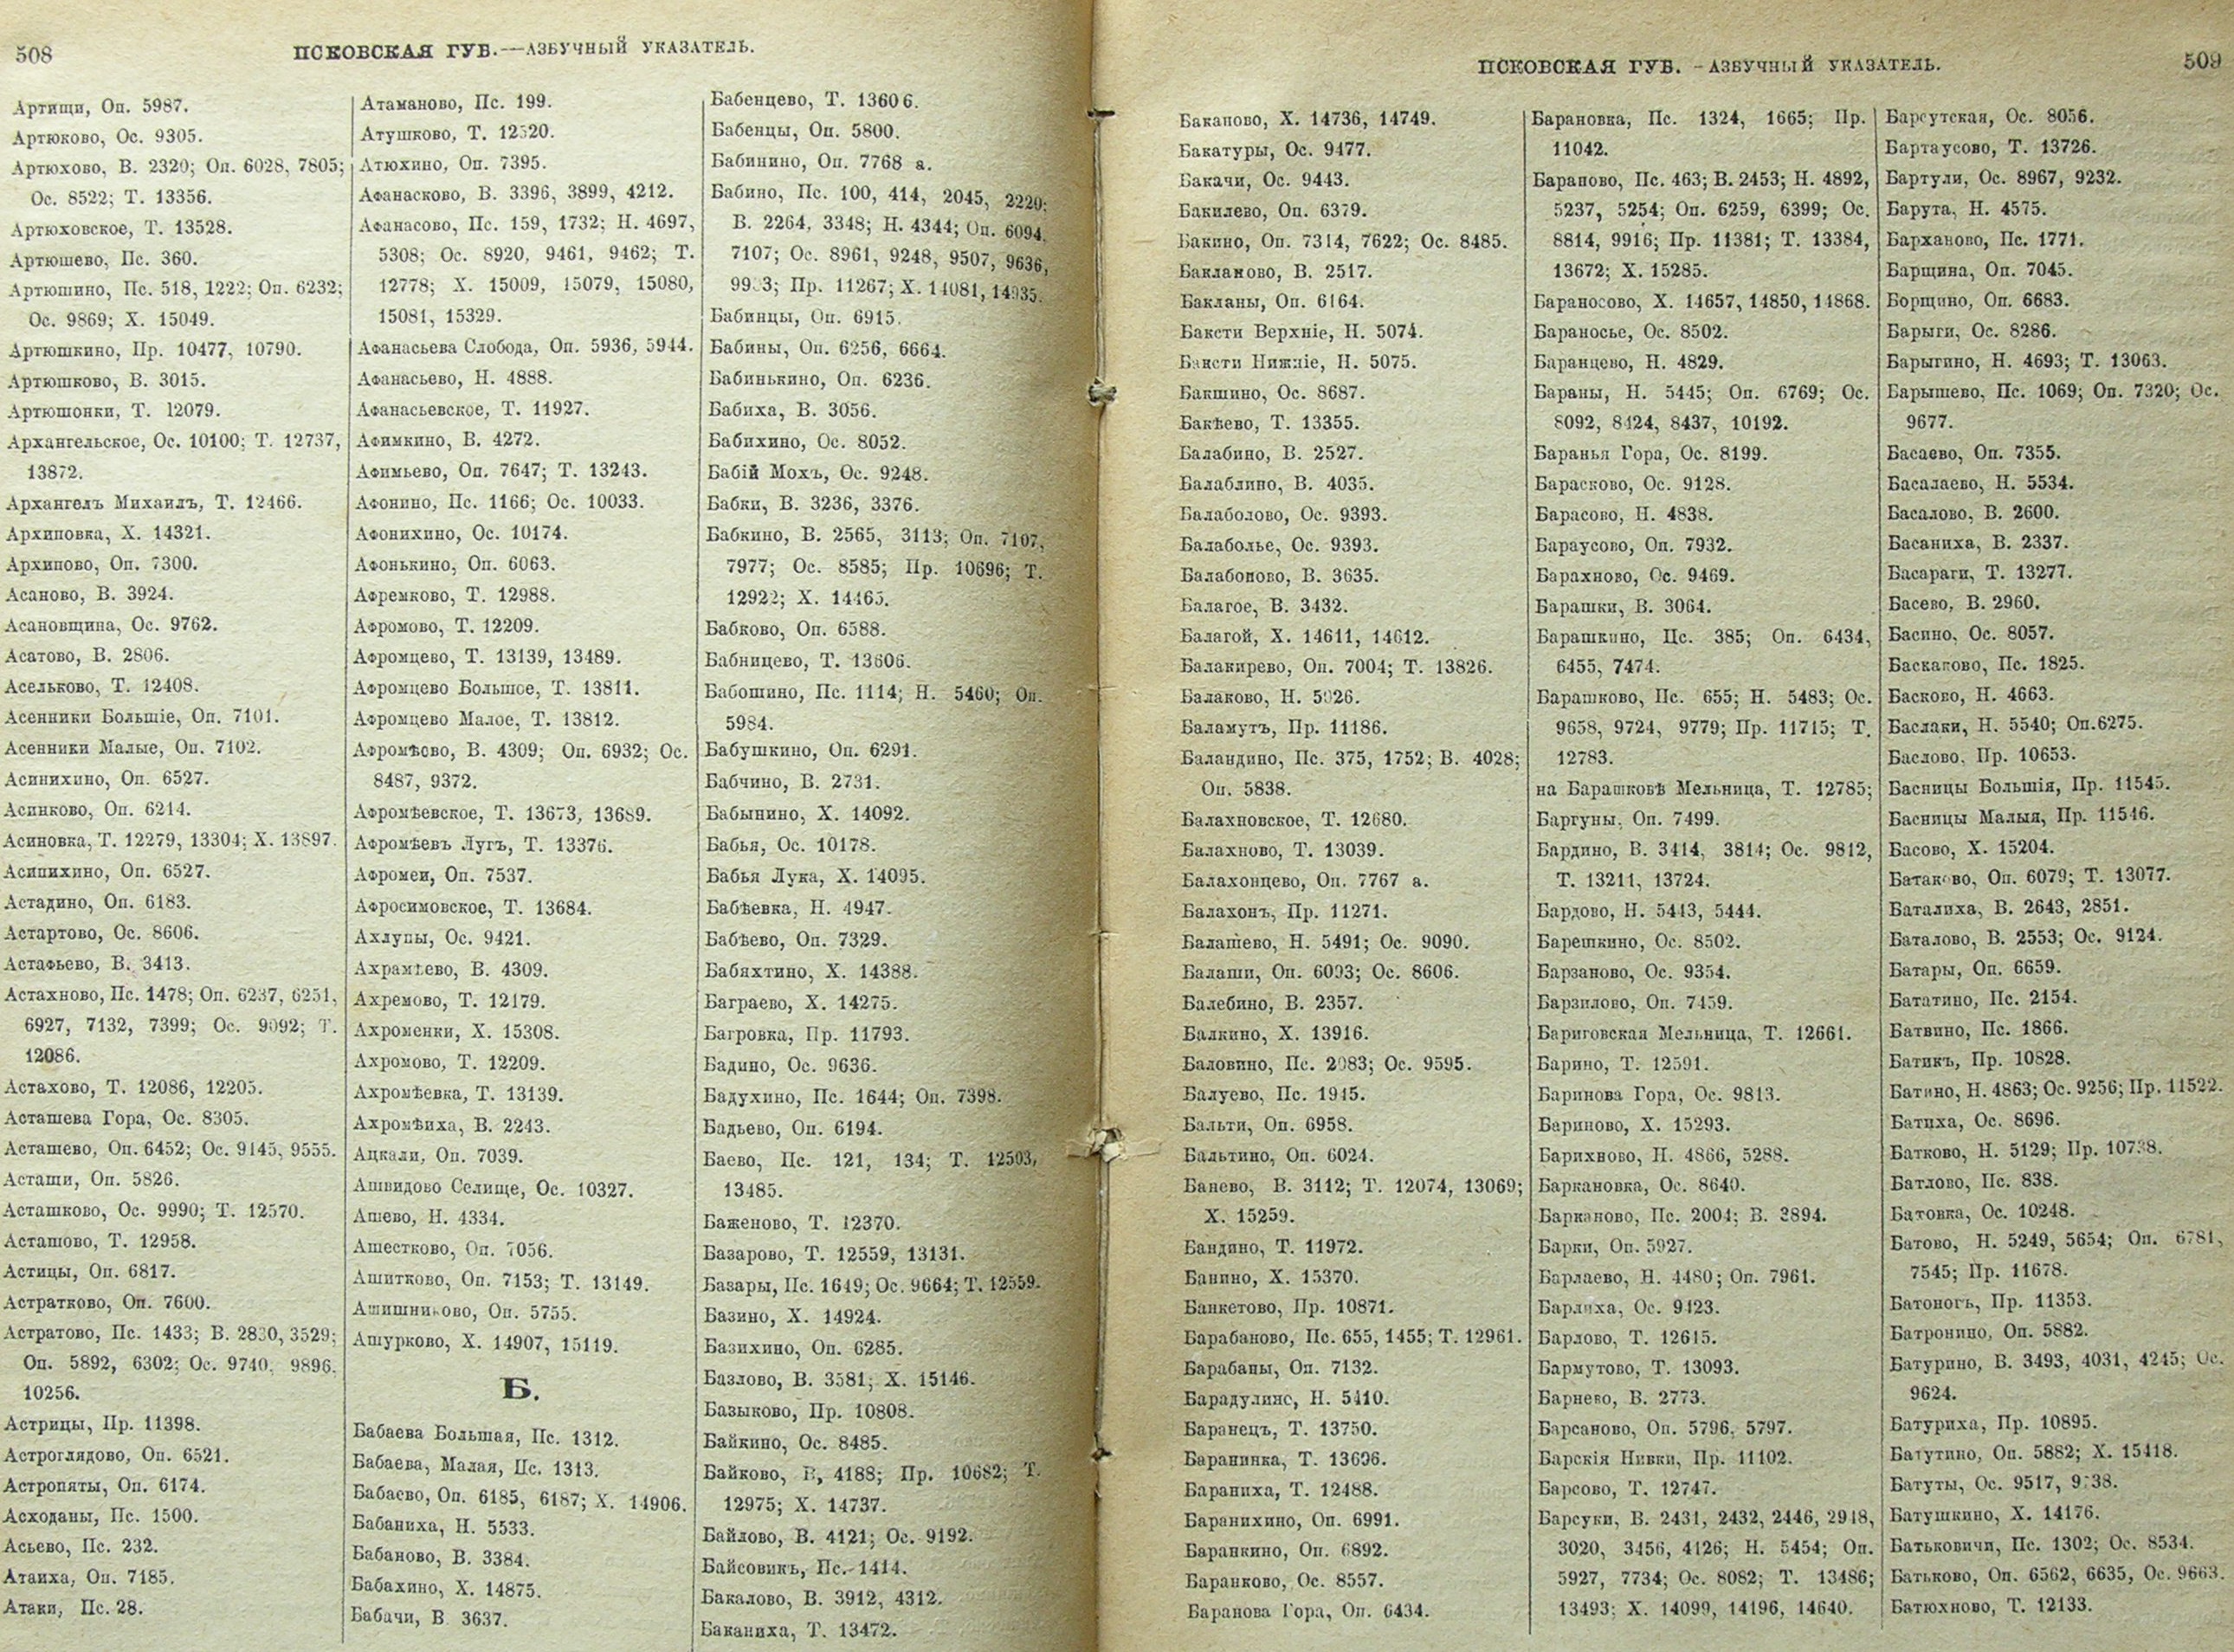 508
ПСКОВСКАЯ ГУБ.—АЗБУЧНЫЙ УКАЗАТЕЛЬ.
Артищи, Оп. 5987.
Артюково, Ос. 9305.
Артюхово, В. 2320; Оп. 6028, 7805;
Ос. 8522; Т. 13356.
Артюховское, Т. 13528.
Артюшево, Пс. 360.
Артюшино, Пс. 518, 1222; Оп. 6232;
Ос. 9869; Х. 15049.
Артюшкино, Пр. 10477, 10790.
Артюшково, В. 3015.
Артюшонки, Т. 12079.
Архангельское, Ос. 10100; Т. 12737,
13872.
Архангелъ Михаилъ, Т. 12466.
Архиповка, Х. 14321.
Архипово, Оп. 7300.
Асаново, В. 3924.
Асановщина, Ос. 9762.
Асатово, В. 2806.
Аселькoво, Т. 12408.
Асенники Большіе, Оп. 7101.
Асенники Малые, Оп. 7102.
Асинихино, Оп. 6527.
Асинково, Оп. 6214.
Асиновка, Т. 12279, 13304; Х. 13897.
Асипихино, Оп. 6527.
Астадино, Оп. 6183.
Астартово, Ос. 8606.
Астафьево, В. 3413.
Астахново, Пс. 1478; Оп. 6237, 6251,
6927, 7132, 7399; Ос. 9092; Т.
12086.
Астахово, Т. 12086, 12205.
Асташева Гора, Ос. 8305.
Асташево, Оп. 6452; Ос. 9145, 9555.
Асташи, Оп. 5826.
Асташково, Ос. 9990; Т. 12570.
Асташово, Т. 12958.
Астицы, Оп. 6817.
Астратково, Оп. 7600.
Астратово, Пс. 1433; В. 2830, 3529;
Оп. 5892, 6302; Ос. 9740, 9896,
10256.
Астрицы, Пр. 11398.
Астроглядово, Оп. 6521.
Астропяты, Оп. 6174.
Асходаны, Пс. 1500.
Асьево, Пс. 232.
Атаиха, Оп. 7185.
Атаки, Пс. 28.
Атаманово, Пс. 199.
Атушково, Т. 12520.
Атюхино, Оп. 7395.
Афанасково, В. 3396, 3899, 4212.
Афанасово, Пс. 159, 1732; Н. 4697,
5308; Ос. 8920, 9461, 9462; Т.
12778; Х. 15009, 15079, 15080,
15081, 15329.
Афанасьева Слобода, Оп. 5936, 5944.
Афанасьево, Н. 4888.
Афанасьевское, Т. 11927.
Афимкино, В. 4272.
Афимьево, Оп. 7647; Т. 13243.
Афонино, Пс. 1166; Ос. 10033.
Афонихино, Ос. 10174.
Афонькино, Оп. 6063.
Афремково, Т. 12988.
Афромово, Т. 12209.
Афромцево, Т. 13139, 13489.
Афромцево Большое, Т. 13811.
Афромцево Малое, Т. 13812.
Афромѣово, В. 4309; Оп. 6932; Ос.
8487, 9372.
Афромѣевское, Т. 13673, 13689.
Афромѣевъ Лугъ, Т. 13376.
Афромеи, Оп. 7537.
Афросимовское, Т. 13684.
Ахлупы, Ос. 9421.
Ахрамѣево, В. 4309.
Ахремово, Т. 12179.
Ахроменки, Х. 15308.
Ахромово, Т. 12209.
Ахромѣевка, Т. 13139.
Ахромѣиха, В. 2243.
Ацкали, Оп. 7039.
Ашвидово Селище, Ос. 10327.
Ашево, Н. 4334.
Ашестково, Оп. 7056.
Ашитково, Оп. 7153; Т. 13149.
Ашишниково, Оп. 5755.
Ашурково, Х. 14907, 15119.
Б.
Бабаева Большая, Пс. 1312.
Бабаева, Малая, Пс. 1313.
Бабаево, Оп. 6185, 6187; Х. 14906.
Бабаниха, Н. 5533.
Бабаново, В. 3384.
Бабахино, Х. 14875.
Бабачи, В 3637.
Бабенцево, Т. 13606.
Бабенцы, Оп. 5800.
Бабинино, Оп. 7768 а.
Бабино, Пс. 100, 414, 2045, 2220;
В. 2264, 3348; Н. 4344; Оп. 6094,
7107; Ос. 8961, 9248, 9507, 9636,
Пр. 11267; Х. 14081, 14935.
Бабинцы, Оп. 6915.
Бабины, Оп. 6256, 6664.
Бабинькино, Оп. 6236.
Бабиха, В. 3056.
Бабихино, Ос. 8052.
Бабій Мохъ, Ос. 9248.
Бабки, В. 3236, 3376.
Бабкино, В. 2565, 3113; Оп. 7107,
7977; Ос. 8585; Пр. 10696; Т.
12922; Х. 14465.
Бабково, Оп. 6588.
Бабницево, Т. 13606.
Бабошино, Пс. 1114; Н. 5460; Оп.
5984.
Бабушкино, Оп. 6291.
Бабчино, В. 2731.
Бабынино, Х. 14092.
Бабья, Ос. 10178.
Бабья Лука, Х. 14095.
Бабѣевка, Н. 4947.
Бабѣево, Оп. 7329.
Бабяхтино, Х. 14388.
Баграево, Х. 14275.
Багровка, Пр. 11793.
Бадино, Ос. 9636.
Бадухино, Пс. 1644; Оп. 7398.
Бадьево, Оп. 6194.
Баево, Пс. 121, 134; Т. 12503,
13485.
Баженово, Т. 12370.
Базарово, Т. 12559, 13131.
Базары, Пс. 1649; Ос. 9664; Т. 12559.
Базино, Х. 14924.
Базихино, Оп. 6285.
Базлово, В. 3581; Х. 15146.
Базыково, Пр. 10808.
Байкино, Ос. 8485.
Байково, В, 4188; Пр. 10682; Т.
12975; Х. 14737.
Байлово, В. 4121; Ос. 9192.
Байсовикъ, Пс. 1414.
Бакалово, В. 3912, 4312.
Баканиха, Т. 13472.
ПСКОВСКАЯ ГУБ. - АЗБУЧНЫЙ УКАЗАТЕЛЬ.
509
Баканово, Х. 14736, 14749.
Бакатуры, Ос. 9477.
Бакачи, Ос. 9443.
Бакилево, Оп. 6379.
Бакино, Оп. 7314, 7622; Ос. 8485.
Бакланово, В. 2517.
Бакланы, Оп. 6164.
Баксти Верхніе, Н. 5074.
Баксти Нижніе, Н. 5075.
Бакшино, Ос. 8687.
Бакѣево, Т. 13355.
Балабино, В. 2527.
Балаблино, В. 4035.
Балаболово, Ос. 9393.
Балаболье, Ос. 9393.
Балабоново, В. 3635.
Балагое, В. 3432.
Балагой, Х. 14611, 14612.
Балакирево, Оп. 7004; Т. 13826.
Балаково, Н. 5926.
Баламутъ, Пр. 11186.
Баландино, Пс. 375, 1752; В. 4028;
Оп. 5838.
Балахновское, Т. 12680.
Балахново, Т. 13039.
Балахонцево, Оп. 7767 а.
Балахонъ, Пр. 11271.
Балашево, Н. 5491; Ос. 9090.
Балаши, Оп. 6093; Ос. 8606.
Балебино, В. 2357.
Балкино, Х. 13916.
Баловино, Пс. 2083; Ос. 9595.
Балуево, Пс. 1945.
Бальти, Оп. 6958.
Бальтино, Оп. 6024.
Банево, В. 3112; Т. 12074, 13069;
Х. 15259.
Бандино, Т. 11972.
Банино, Х. 15370.
Банкетово, Пр. 10871.
Барабаново, Пс. 655, 1455; Т. 12961.
Барабаны, Оп. 7132.
Барадулино, Н. 5410.
Баранецъ, Т. 13750.
Баранинка, Т. 13606.
Бараниха, Т. 12488.
Баранихино, Оп. 6991.
Баранкино, Оп. 6892.
Баранково, Ос. 8557.
Баранова Гора, Оп. 6434.
Барановка, Пс. 1324, 1665; Пр.
11042.
Бараново, Пс. 463; В. 2453; Н. 4892,
5237, 5254; Оп. 6259, 6399; Ос.
8814, 9916; Пр. 11381; Т. 13384,
13672; Х. 15285.
Бараносово, Х. 14657, 14850, 14868.
Бараносье, Ос. 8502.
Баранцево, Н. 4829.
Бараны, Н. 5445; Оп. 6769; Ос.
8092, 8424, 8437, 10192.
Баранья Гора, Ос. 8199.
Барасково, Ос. 9128.
Барасово, Н. 4838.
Бараусово, Оп. 7932.
Барахново, Ос. 9469.
Барашки, В. 3064.
Барашкино, Пс. 385; Оп. 6434,
6455, 7474.
Барашково, Пс. 655; Н. 5483; Ос.
9658, 9724, 9779; Пр. 11715; Т.
12783.
на Барашковѣ Мельница, Т. 12785;
Баргуны, Оп. 7499.
Бардино, В. 3414, 3814; Ос. 9812,
Т. 13211, 13724.
Бардово, Н. 5443, 5444.
Барешкино, Ос. 8502.
Барзаново, Ос. 9354.
Барзилово, Оп. 7459.
Бариговская Мельница, Т. 12661.
Барино, Т. 12591.
Баринова Гора, Ос. 9813.
Бариново, Х. 15293.
Барихново, Н. 4866, 5288.
Баркановка, Ос. 8640.
Барканово, Пс. 2004; В. 2894.
Барки, Оп. 5927.
Барлаево, Н. 4480; Оп. 7961.
Барлиха, Ос. 9423.
Барлово, Т. 12615.
Бармутово, Т. 13093.
Барнево, В. 2773.
Барсаново, Оп. 5796, 5797.
Барскія Нивки, Пр. 11102.
Барсово, Т. 12747.
Барсуки, В. 2431, 2432, 2446, 2948,
3020, 3456, 4126; Н. 5454; Оп.
5927, 7734; Ос. 8082; Т. 13486;
13493; Х. 14099, 14196, 14640.
Барсутская, Ос. 8056.
Бартаусово, Т. 13726.
Бартули, Ос. 8967, 9232.
Барута, Н. 4575.
Барханово, Пс. 1771.
Барщина, Оп. 7045.
Борщино, Оп. 6683.
Барыги, Ос. 8286.
Барыгино, Н. 4693; Т. 13063.
Барышево, Пс. 1069; Оп. 7320; Ос.
9677.
Басаево, Оп. 7355.
Басалаево, Н. 5534.
Басалово, В. 2600.
Басаниха, В. 2337.
Басараги, Т. 13277.
Басево, В. 2960.
Басино, Ос. 8057.
Басканово, Пс. 1825.
Басково, Н. 4663.
Баслаки, Н. 5540; Оп.6275.
Баслово, Пр. 10653.
Басницы Большія, Пр. 11545.
Басницы Малыя, Пр. 11546.
Басово, Х. 15204.
Батаково, Оп. 6079; Т. 13077.
Баталиха, В. 2643, 2851.
Баталово, В. 2553; Ос. 9124.
Батары, Оп. 6659.
Бататино, Пс. 2154.
Батвино, Пс. 1866.
Батикъ, Пр. 10828.
Батино, Н. 4863; Ос. 9256; Пр. 11522.
Батиха, Ос. 8696.
Батково, Н. 5129; Пр. 10738.
Батлово, Пс. 838.
Батовка, Ос. 10248.
Батово, Н. 5249, 5654; Оп. 6781,
7545; Пр. 11678.
Батоногъ, Пр. 11353.
Батронино, Оп. 5882.
Батурино, В. 3493, 4031, 4245; Ос.
9624.
Батуриха, Пр. 10895.
Батутино, Оп. 5882; Х. 15418.
Батуты, Ос. 9517,
Батушкино, Х. 14176.
Батьковичи, Пс. 1302; Ос. 8534.
Батьково, Оп. 6562, 6635, Ос. 9663.
Батюхново, Т. 12133.